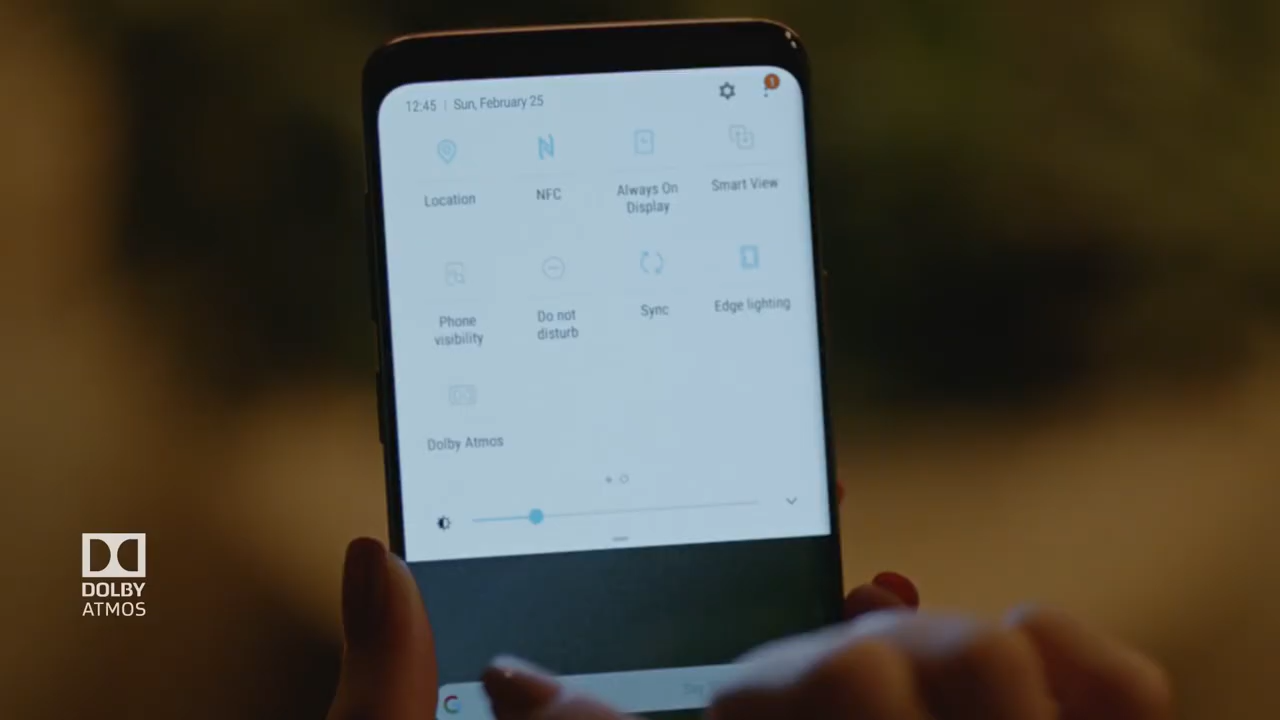 12:45 | Sun, February 25
1
Location
NFC
Always On
Display
Smart View
Phone
visibility
Do not
disturb
Sync
Edge lighting
Dolby Atmos
DOLBY
ATMOS